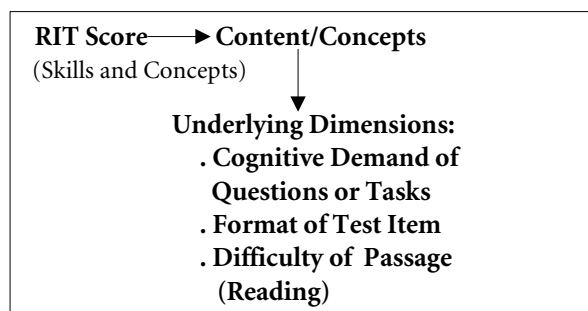 RIT Score Content/Concepts
(Skills and Concepts)
Underlying Dimensions:
. Cognitive Demand of
Questions or Tasks
. Format of Test Item
. Difficulty of Passage
(Reading)